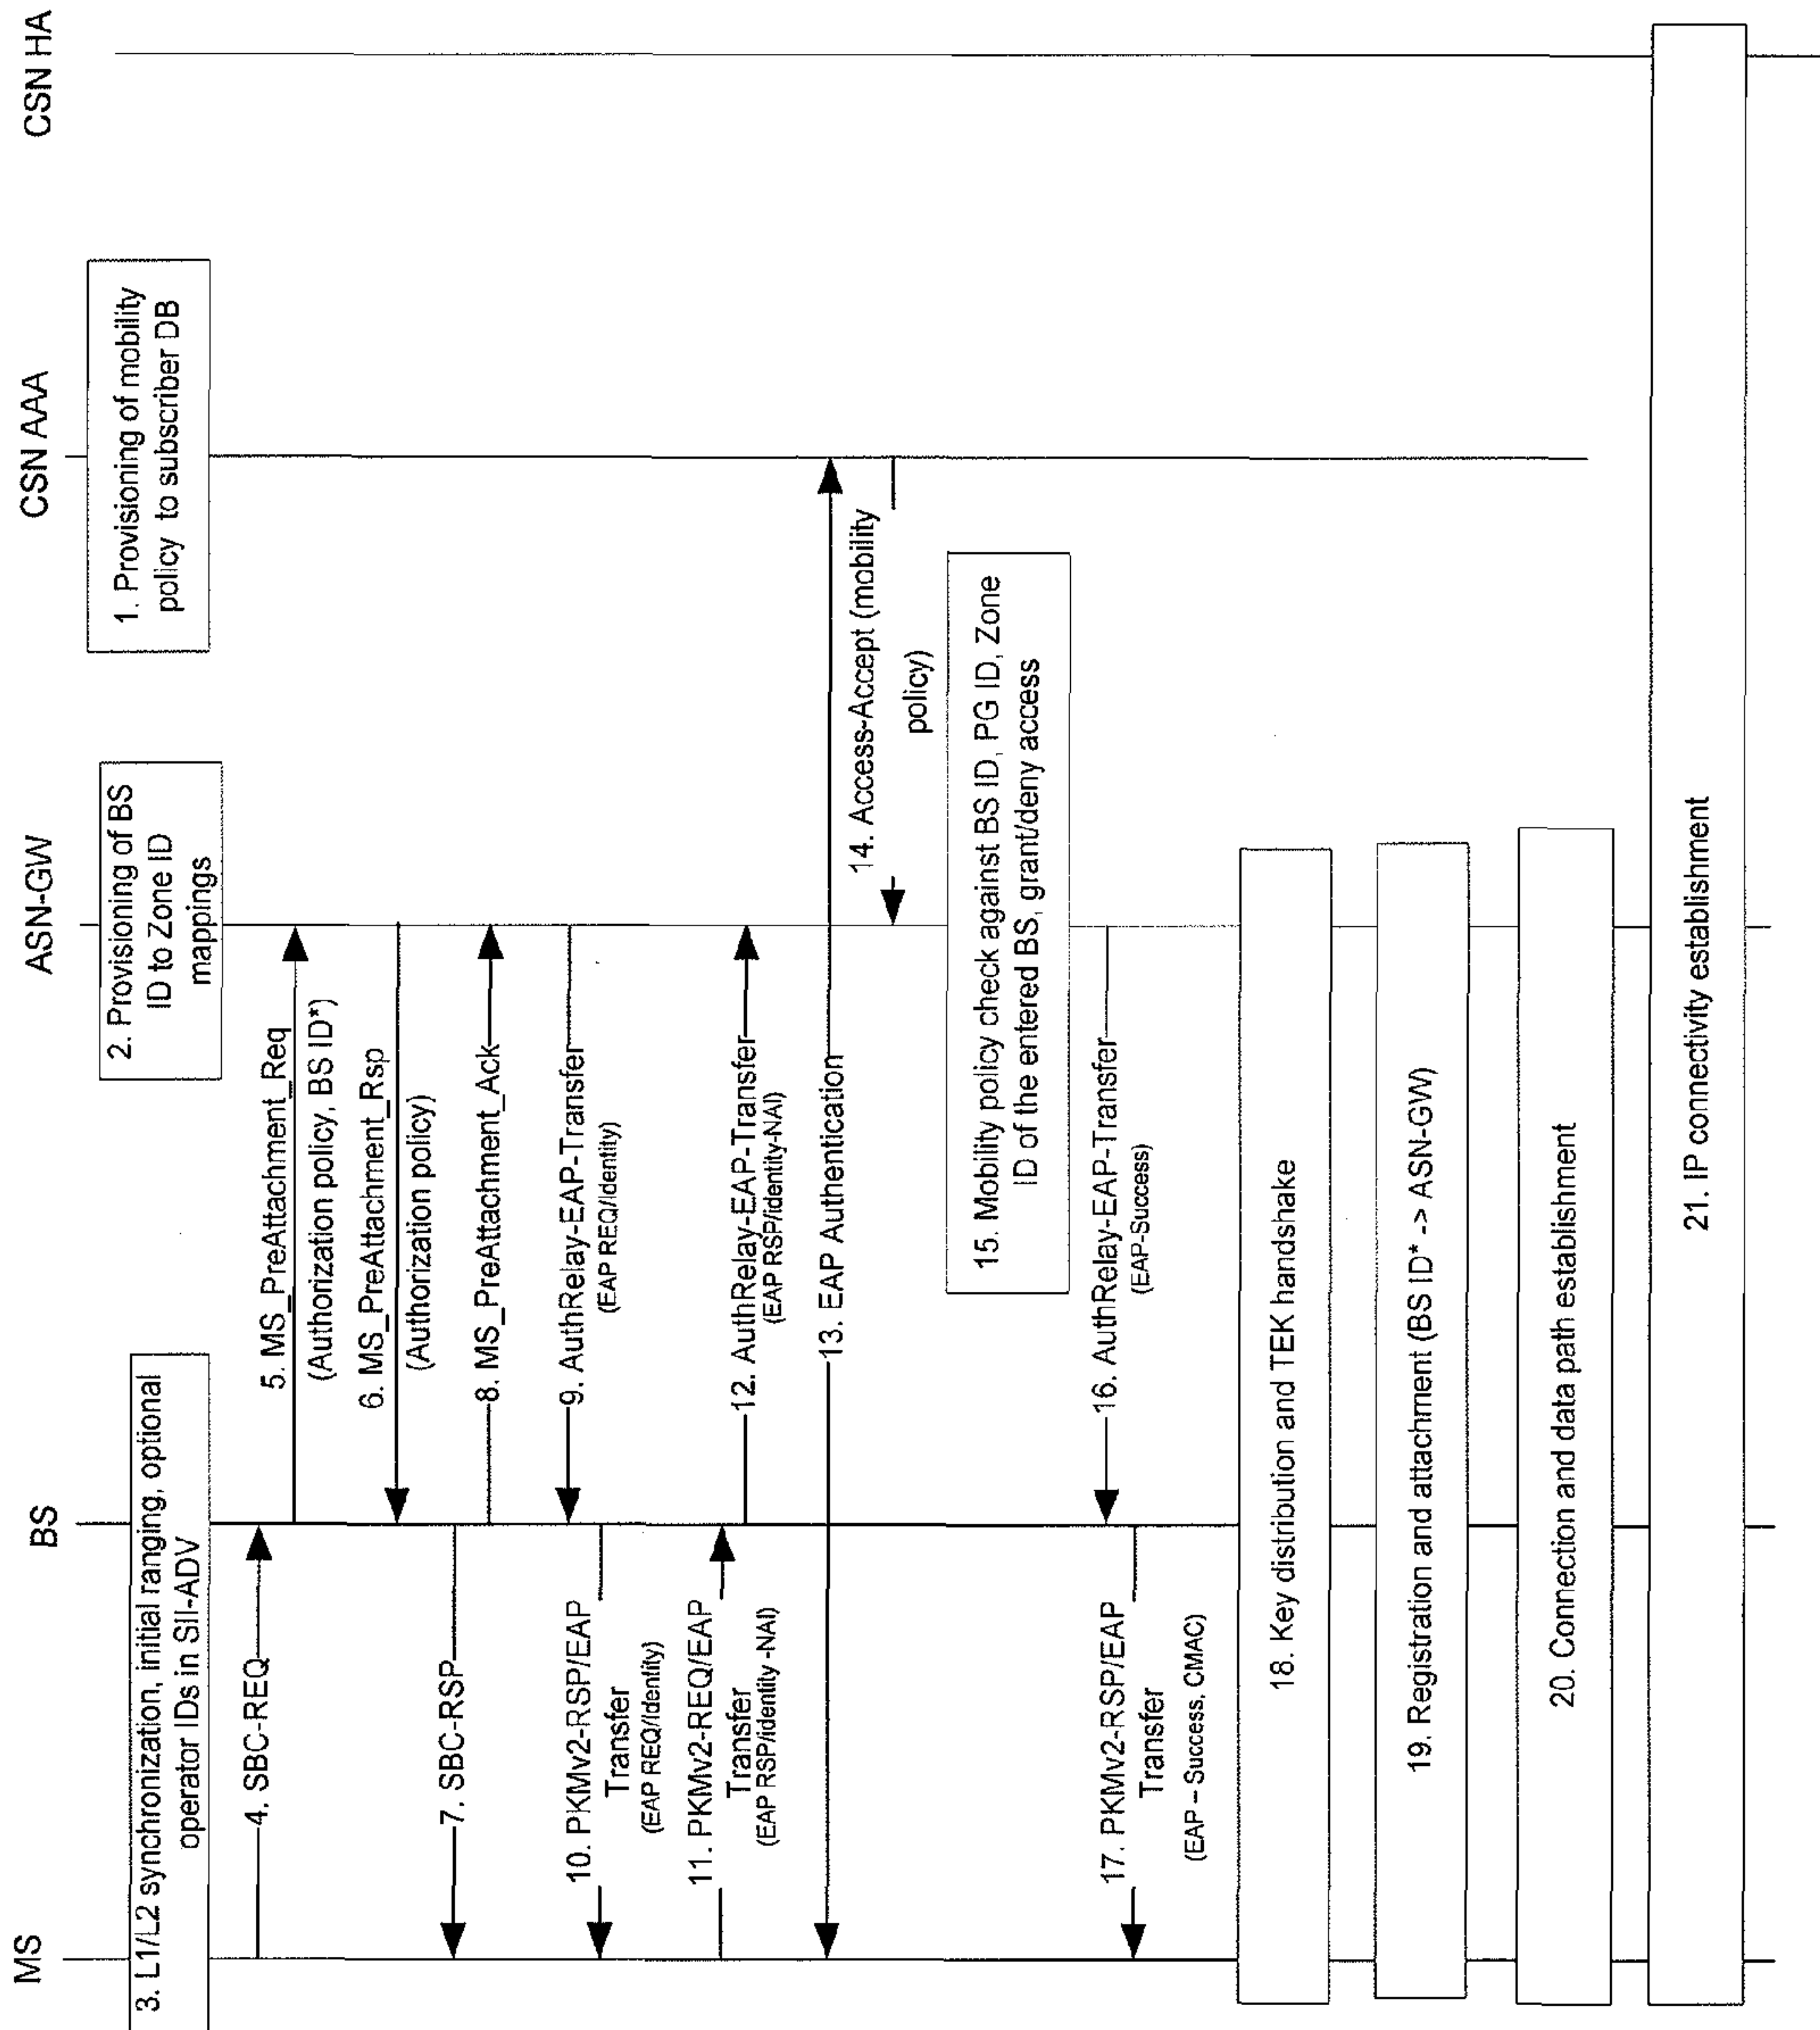 MS
BS
ASN-GW
CSN AAA
CSN HA
1. Provisioning of mobility
policy to subscriber DB
2. Provisioning of BS
ID to Zone ID
mappings
3. L1/L2 synchronization, initial ranging, optional
operator IDs in SII-ADV
4. SBC-REQ
5. MS_PreAttachment_Req
(Authorization policy, BS ID*)
6. MS_PreAttachment_Rsp
(Authorization policy)
7. SBC-RSP
8. MS_PreAttachment_Ack
9. AuthRelay-EAP-Transfer
(EAP REQ/Identity)
10. PKMv2-RSP/EAP
Transfer
(EAP REQ/Identity)
11. PKMv2-REQ/EAP
Transfer
(EAP RSP/identity -NAI)
12. AuthRelay-EAP-Transfer
(EAP RSP/identity-NAI)
13. EAP Authentication
14. Access-Accept (mobility
policy)
15. Mobility policy check against BS ID, PG ID, Zone
ID of the entered BS, grant/deny access
16. AuthRelay-EAP-Transfer
(EAP-Success)
17. PKMv2-RSP/EAP
Transfer
(EAP – Success, CMAC)
18. Key distribution and TEK handshake
19. Registration and attachment (BS ID* -> ASN-GW)
20. Connection and data path establishment
21. IP connectivity establishment